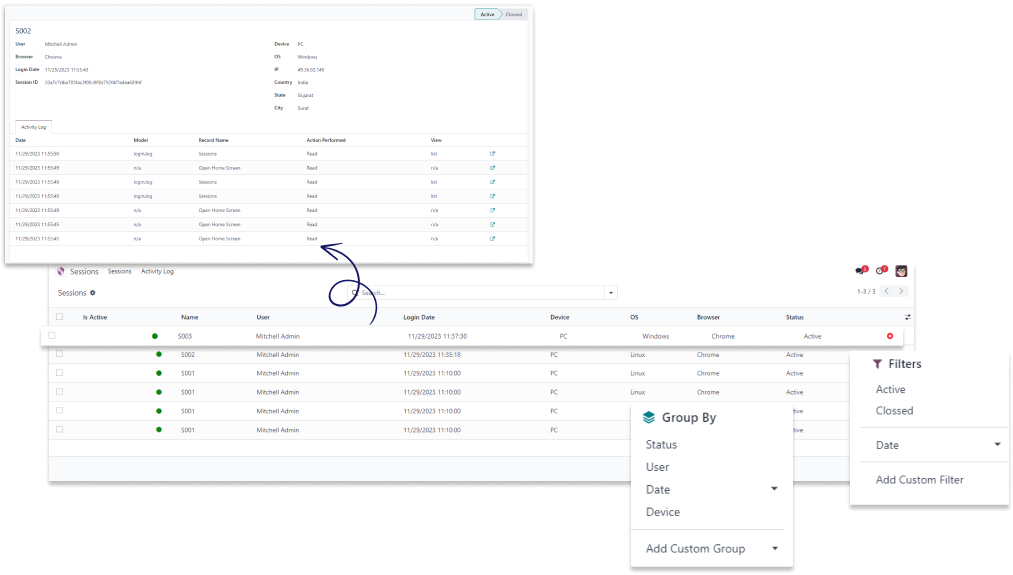 Active Clossed
S002
User Mitchell Admin Device PC
Browser Chrome OS Windows
Login Date 11/29/2023 11:55:43 IP 49.36.82.148
Session ID Country India
State Gujarat
City Surat
Activity Log
Date Model Record Name Action Performed View
11/29/2023 11:55:50 login.log Sessions Read list
11/29/2023 11:55:49 n/a Open Home Screen Read n/a
11/29/2023 11:55:49 login.log Sessions Read list
11/29/2023 11:55:49 login.log Sessions Read list
11/29/2023 11:55:49 n/a Open Home Screen Read n/a
11/29/2023 11:55:45 n/a Open Home Screen Read n/a
11/29/2023 11:55:45 n/a Open Home Screen Read n/a
Sessions Sessions Activity Log
Sessions Search... 1-3 / 3
Is Active Name User Login Date Device OS Browser Status
S003 Mitchell Admin 11/29/2023 11:37:30 PC Windows Chrome Active
S002 Mitchell Admin 11/29/2023 11:35:18 PC Linux Chrome Active
S001 Mitchell Admin 11/29/2023 11:10:00 PC Linux Chrome Active
S001 Mitchell Admin 11/29/2023 11:10:00 PC Linux Chrome
S001 Mitchell Admin 11/29/2023 11:10:00 PC
S001 Mitchell Admin 11/29/2023 11:10:00 PC
Group By
Status
User
Date
Device
Add Custom Group
Filters
Active
Clossed
Date
Add Custom Filter